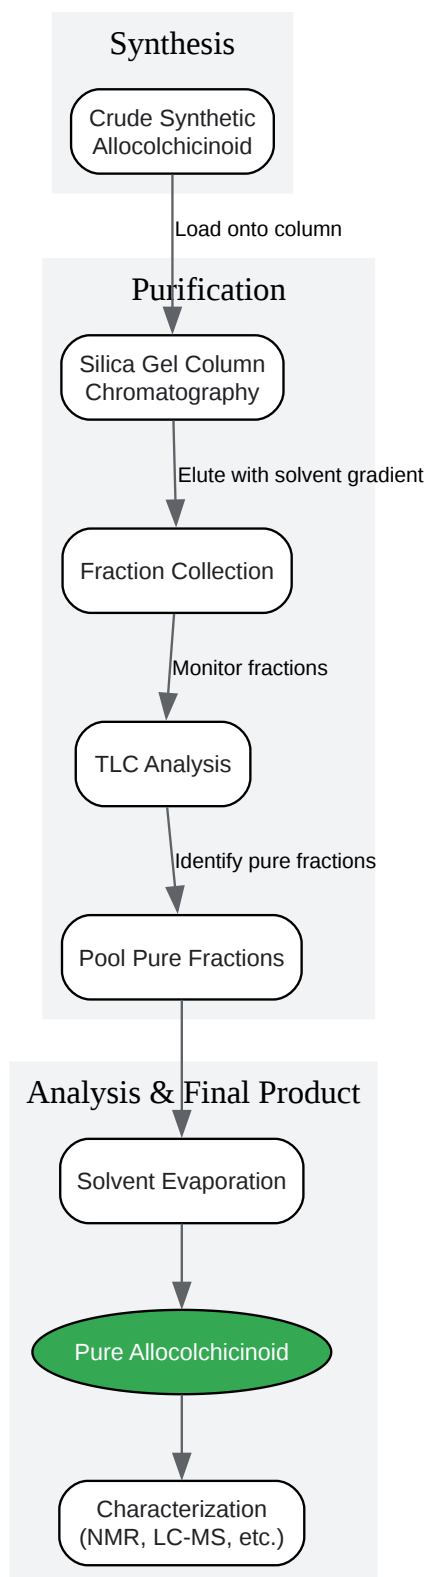 Synthesis
Crude Synthetic
Allocolchicinoid
Load onto column
Purification
Silica Gel Column
Chromatography
Elute with solvent gradient
Fraction Collection
Monitor fractions
TLC Analysis
Identify pure fractions
Pool Pure Fractions
Analysis & Final Product
Solvent Evaporation
Pure Allocolchicinoid
Characterization
(NMR, LC-MS, etc.)